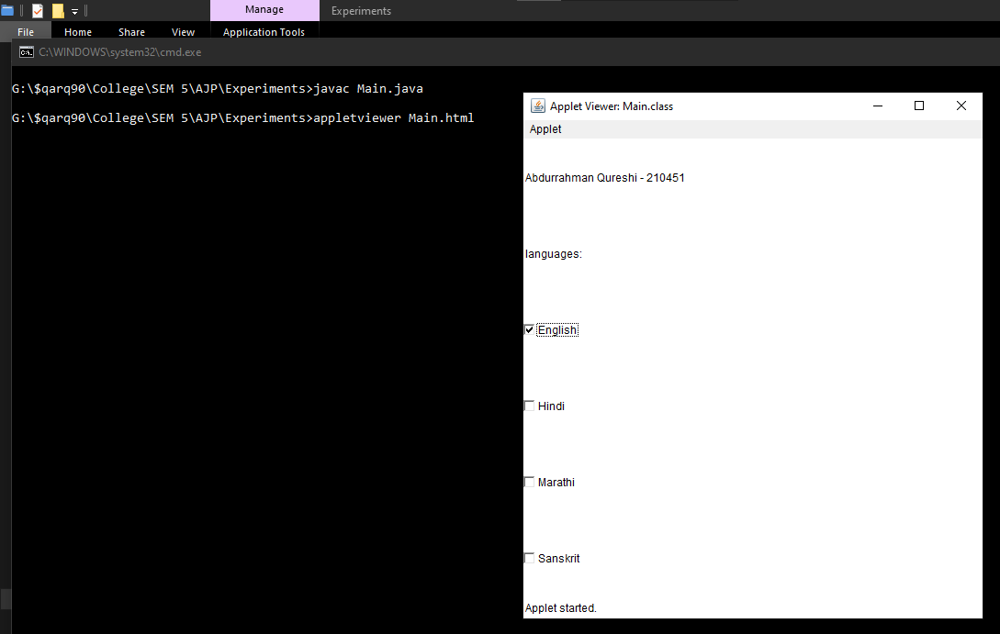 Manage Experiments
File Home Share View Application Tools
C:\WINDOWS\system32\cmd.exe
G:\$qarq90\College\SEM 5\AJP\Experiments>javac Main.java
G:\$qarq90\College\SEM 5\AJP\Experiments>appletviewer Main.html
Applet Viewer: Main.class
Applet
Abdurrahman Qureshi - 210451
languages:
English
Hindi
Marathi
Sanskrit
Applet started.